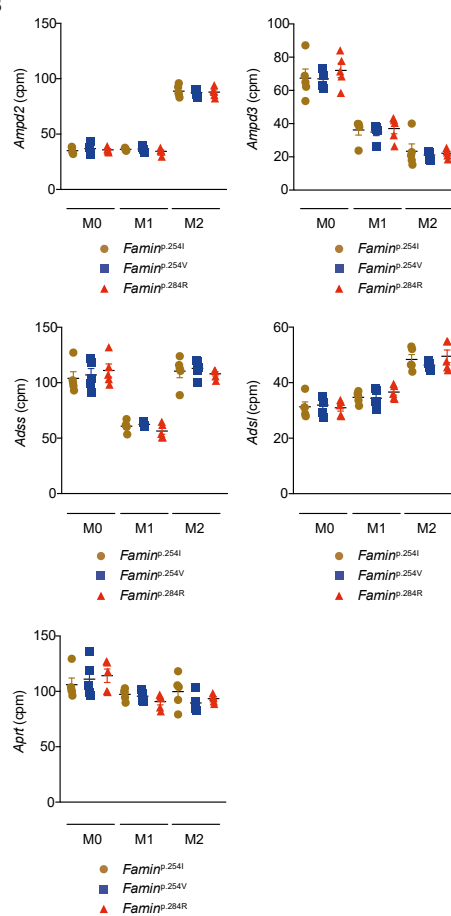 Ampd2 (cpm)
150
100
50
0
M0 M1 M2
Famin^p.254I
Famin^p.254V
Famin^p.284R
Ampd3 (cpm)
100
80
60
40
20
0
M0 M1 M2
Famin^p.254I
Famin^p.254V
Famin^p.284R
Adss (cpm)
150
100
50
0
M0 M1 M2
Famin^p.254I
Famin^p.254V
Famin^p.284R
Adsl (cpm)
60
40
20
0
M0 M1 M2
Famin^p.254I
Famin^p.254V
Famin^p.284R
Aprt (cpm)
150
100
50
0
M0 M1 M2
Famin^p.254I
Famin^p.254V
Famin^p.284R